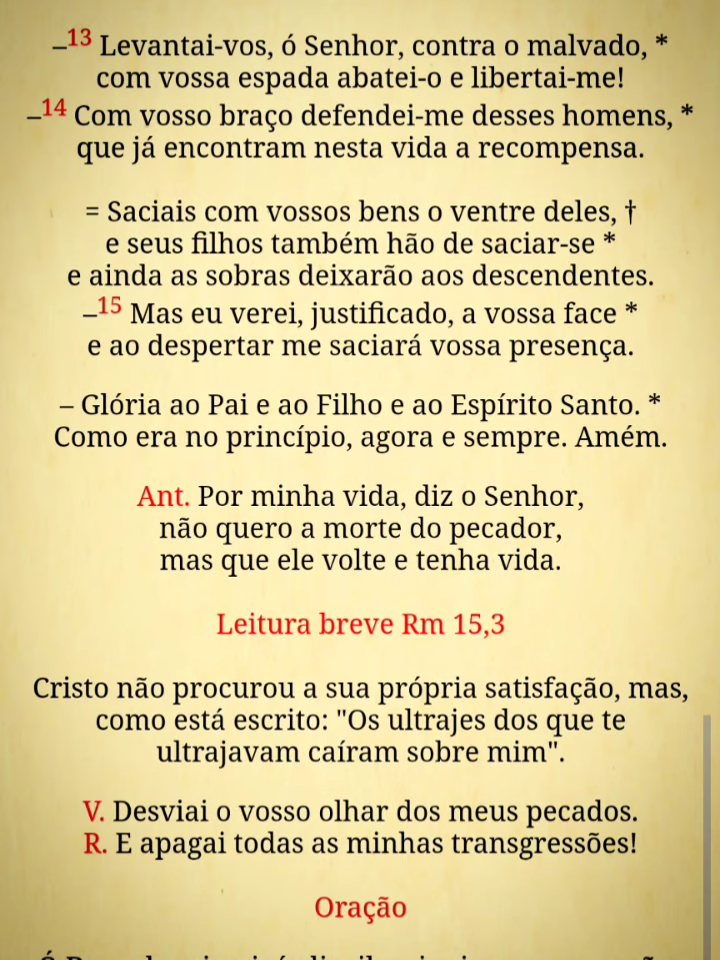 –13 Levantai-vos, ó Senhor, contra o malvado, *
com vossa espada abatei-o e libertai-me!
–14 Com vosso braço defendei-me desses homens, *
que já encontram nesta vida a recompensa.
= Saciais com vossos bens o ventre deles, †
e seus filhos também hão de saciar-se *
e ainda as sobras deixarão aos descendentes.
–15 Mas eu verei, justificado, a vossa face *
e ao despertar me saciará vossa presença.
– Glória ao Pai e ao Filho e ao Espírito Santo. *
Como era no princípio, agora e sempre. Amém.
Ant. Por minha vida, diz o Senhor,
não quero a morte do pecador,
mas que ele volte e tenha vida.
Leitura breve Rm 15,3
Cristo não procurou a sua própria satisfação, mas,
como está escrito: "Os ultrajes dos que te
ultrajavam caíram sobre mim".
V. Desviai o vosso olhar dos meus pecados.
R. E apagai todas as minhas transgressões!
Oração